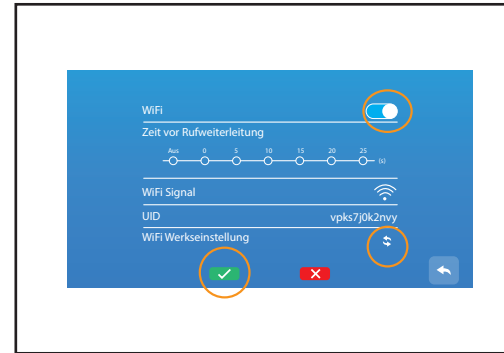 WiFi
Zeit vor Rufweiterleitung
Aus 0 5 10 15 20 25
(s)
WiFi Signal
UID vpks7j0k2nvy
WiFi Werkseinstellung